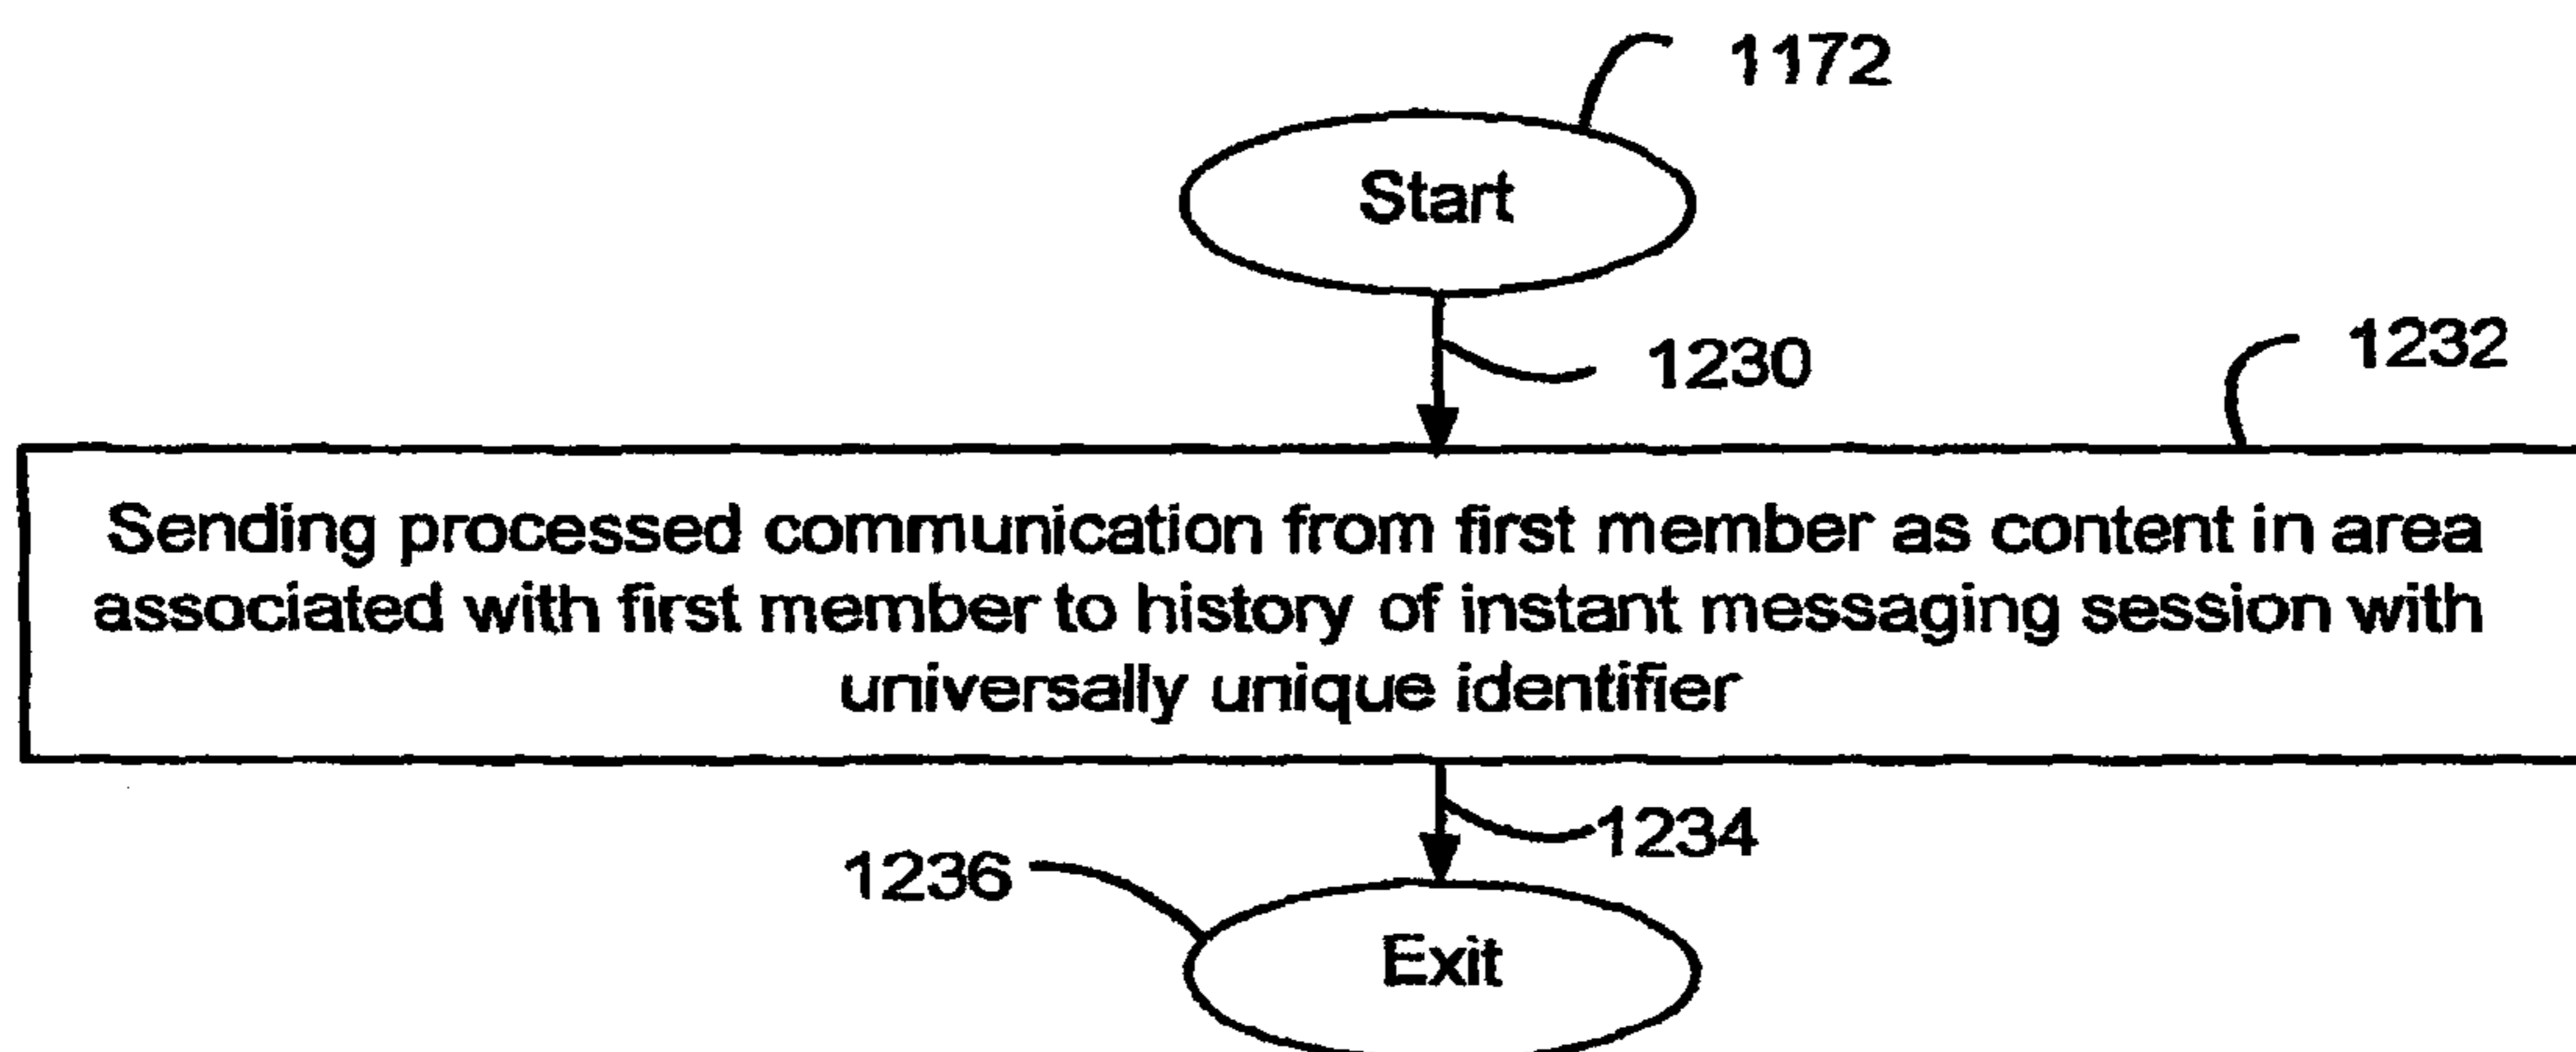 1172
Start
1230
1232
Sending processed communication from first member as content in area
associated with first member to history of instant messaging session with
universally unique identifier
1234
1236
Exit